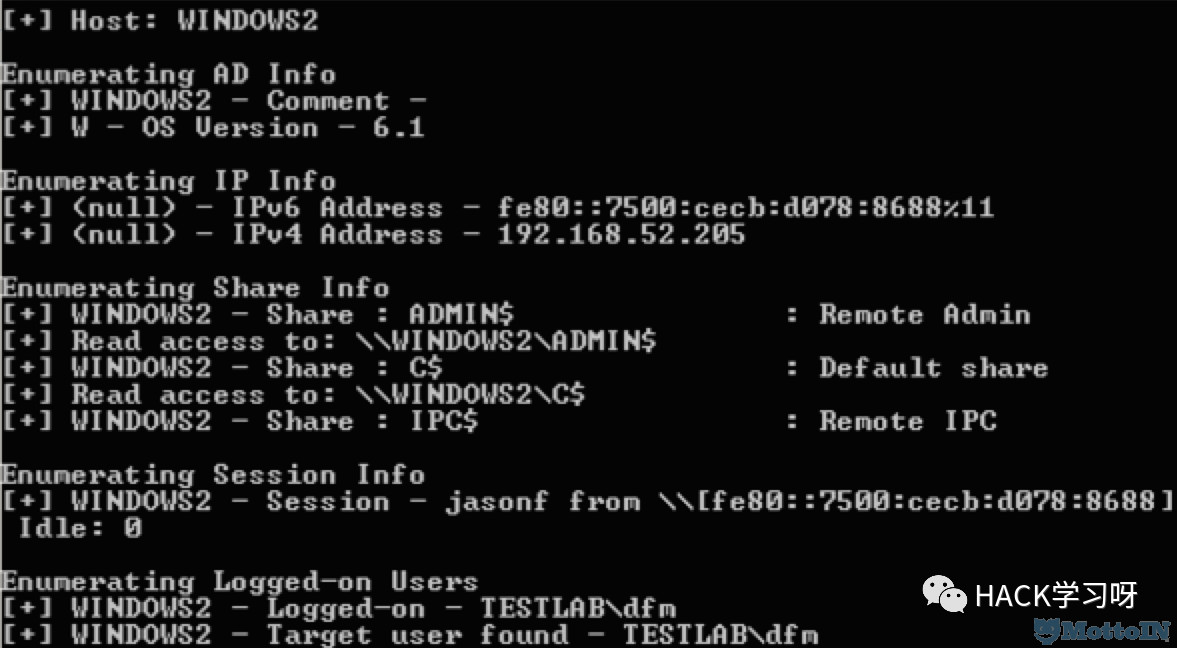 [+] Host: WINDOWS2
Enumerating AD Info
[+] WINDOWS2 - Comment -
[+] W - OS Version - 6.1
Enumerating IP Info
[+] (null) - IPv6 Address - fe80::7500:cecb:d078:8688%11
[+] (null) - IPv4 Address - 192.168.52.205
Enumerating Share Info
[+] WINDOWS2 - Share : ADMIN$ : Remote Admin
[+] Read access to: \\WINDOWS2\ADMIN$
[+] WINDOWS2 - Share : C$ : Default share
[+] Read access to: \\WINDOWS2\C$
[+] WINDOWS2 - Share : IPC$ : Remote IPC
Enumerating Session Info
[+] WINDOWS2 - Session - jasonf from \\[fe80::7500:cecb:d078:8688]
Idle: 0
Enumerating Logged-on Users
[+] WINDOWS2 - Logged-on - TESTLAB\dfm
[+] WINDOWS2 - Target user found - TESTLAB\dfm
HACK学习呀
MottoIN